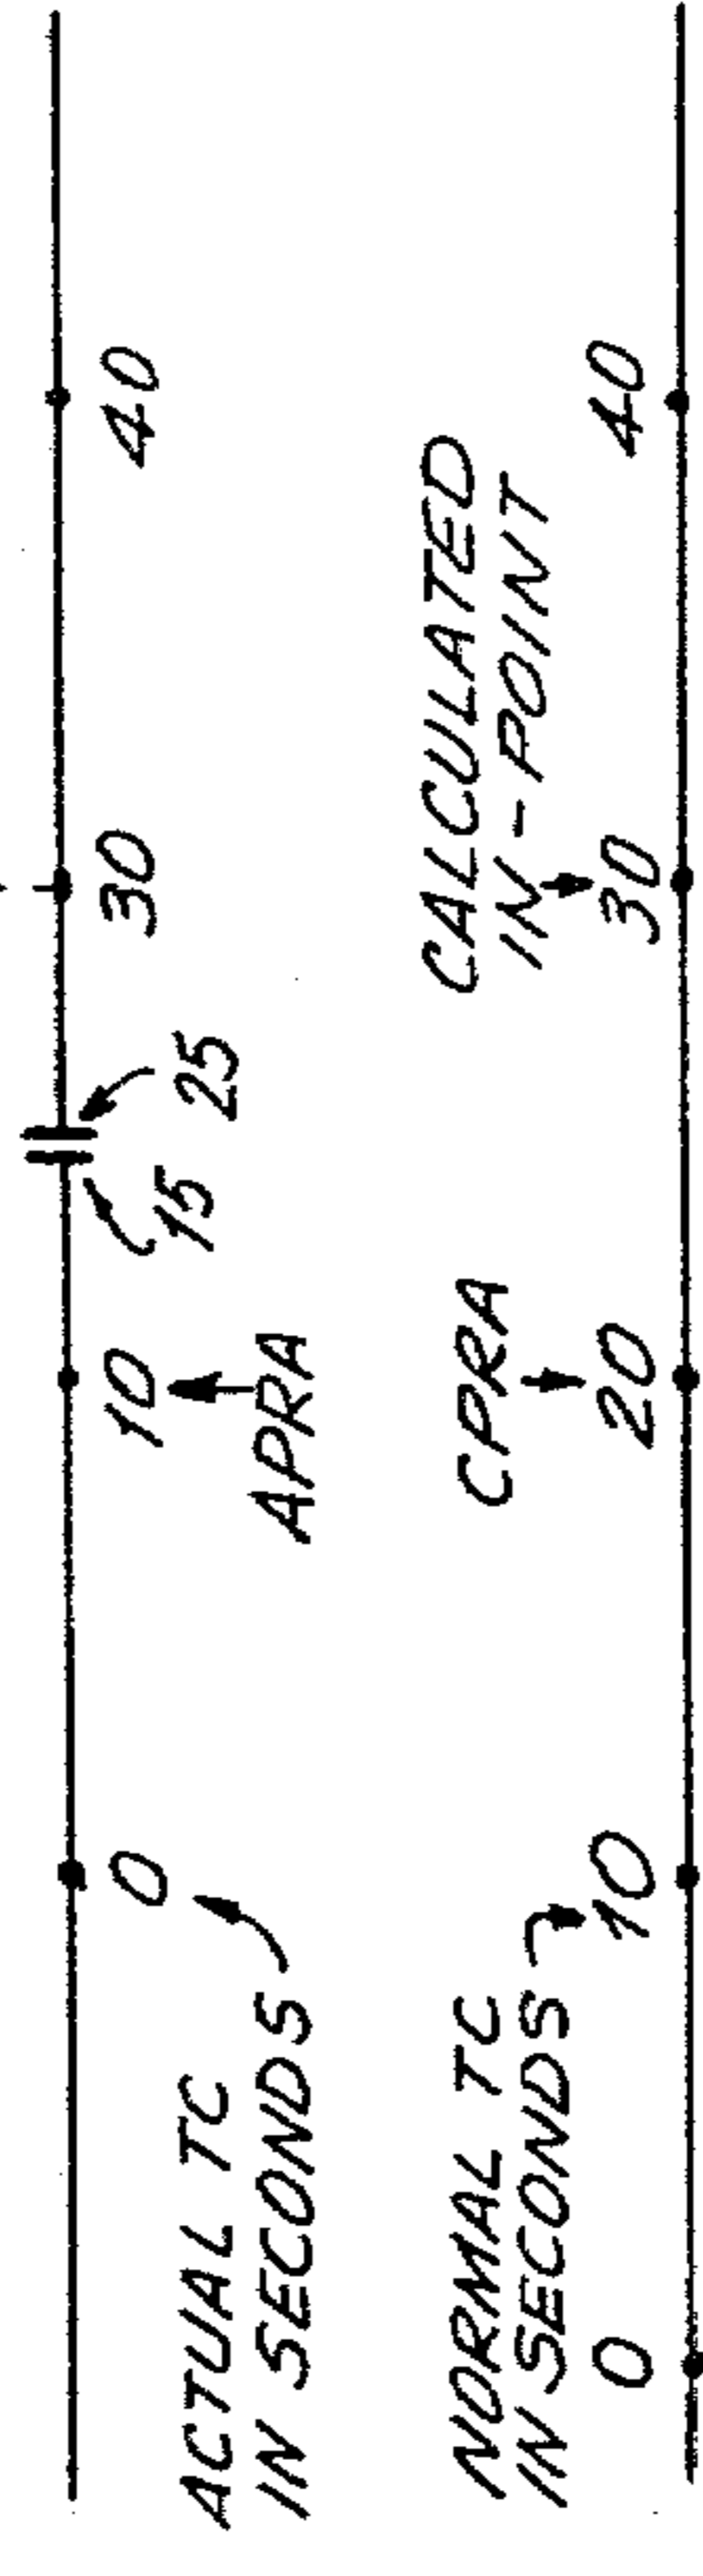 0 10 15 25 30 40
ACTUAL TC
IN SECONDS
APRA
NORMAL TC
IN SECONDS
CPRA
CALCULATED
IN - POINT
0 10 20 30 40